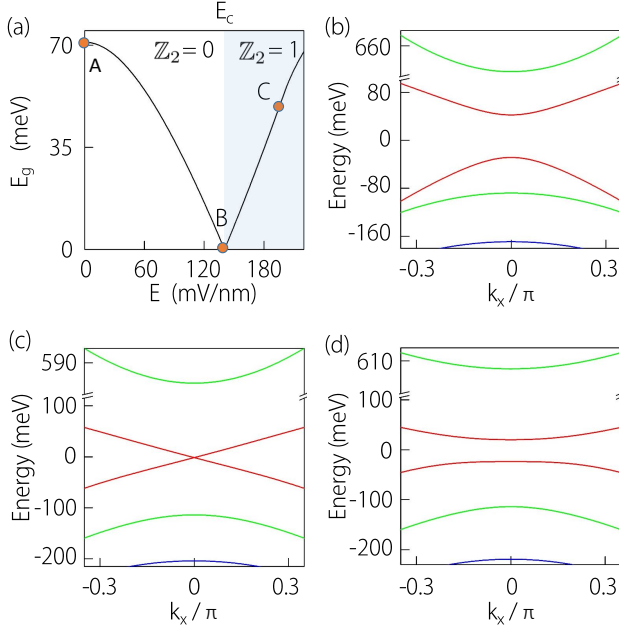 (a)
E_c
ℤ₂ = 0
ℤ₂ = 1
70
35
0
E_g (meV)
A
B
C
0
60
120
180
E (mV/nm)
(b)
660
80
0
-80
-160
Energy (meV)
-0.3
0
0.3
k_x / π
(c)
590
100
0
-100
-200
Energy (meV)
-0.3
0
0.3
k_x / π
(d)
610
100
0
-100
-200
Energy (meV)
-0.3
0
0.3
k_x / π